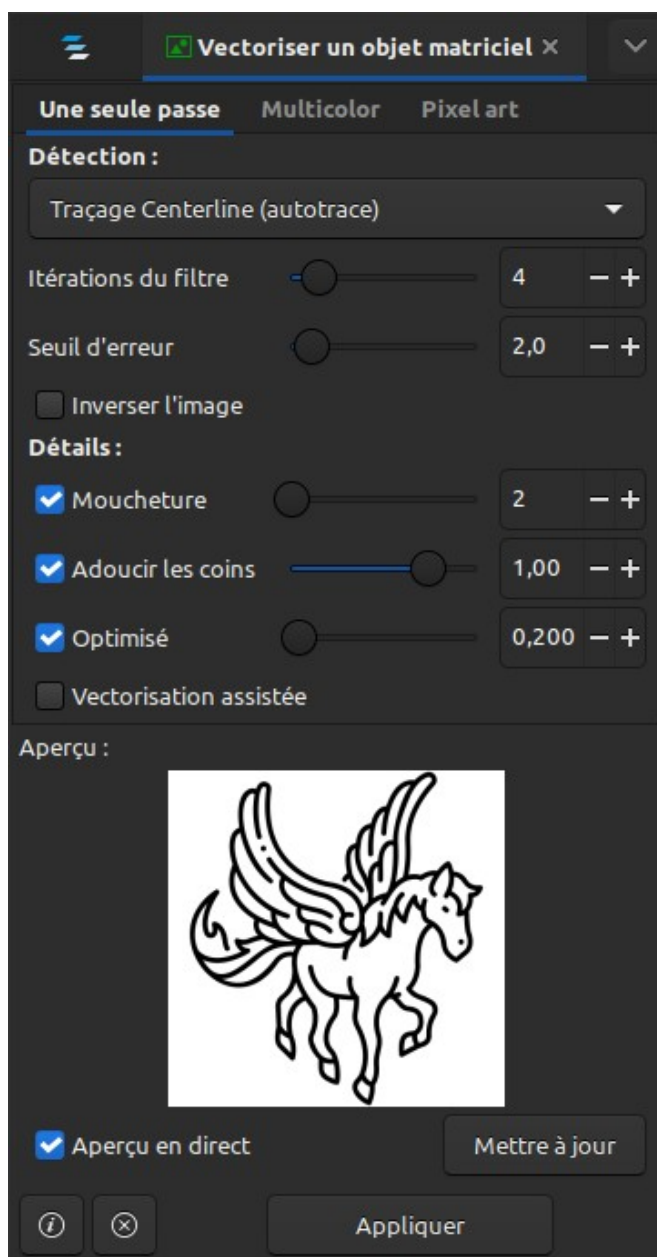 Vectoriser un objet matriciel ×
Une seule passe Multicolor Pixel art
Détection :
Traçage Centerline (autotrace)
Itérations du filtre 4 − +
Seuil d'erreur 2,0 − +
Inverser l'image
Détails :
Moucheture 2 − +
Adoucir les coins 1,00 − +
Optimisé 0,200 − +
Vectorisation assistée
Aperçu :
Aperçu en direct Mettre à jour
Appliquer